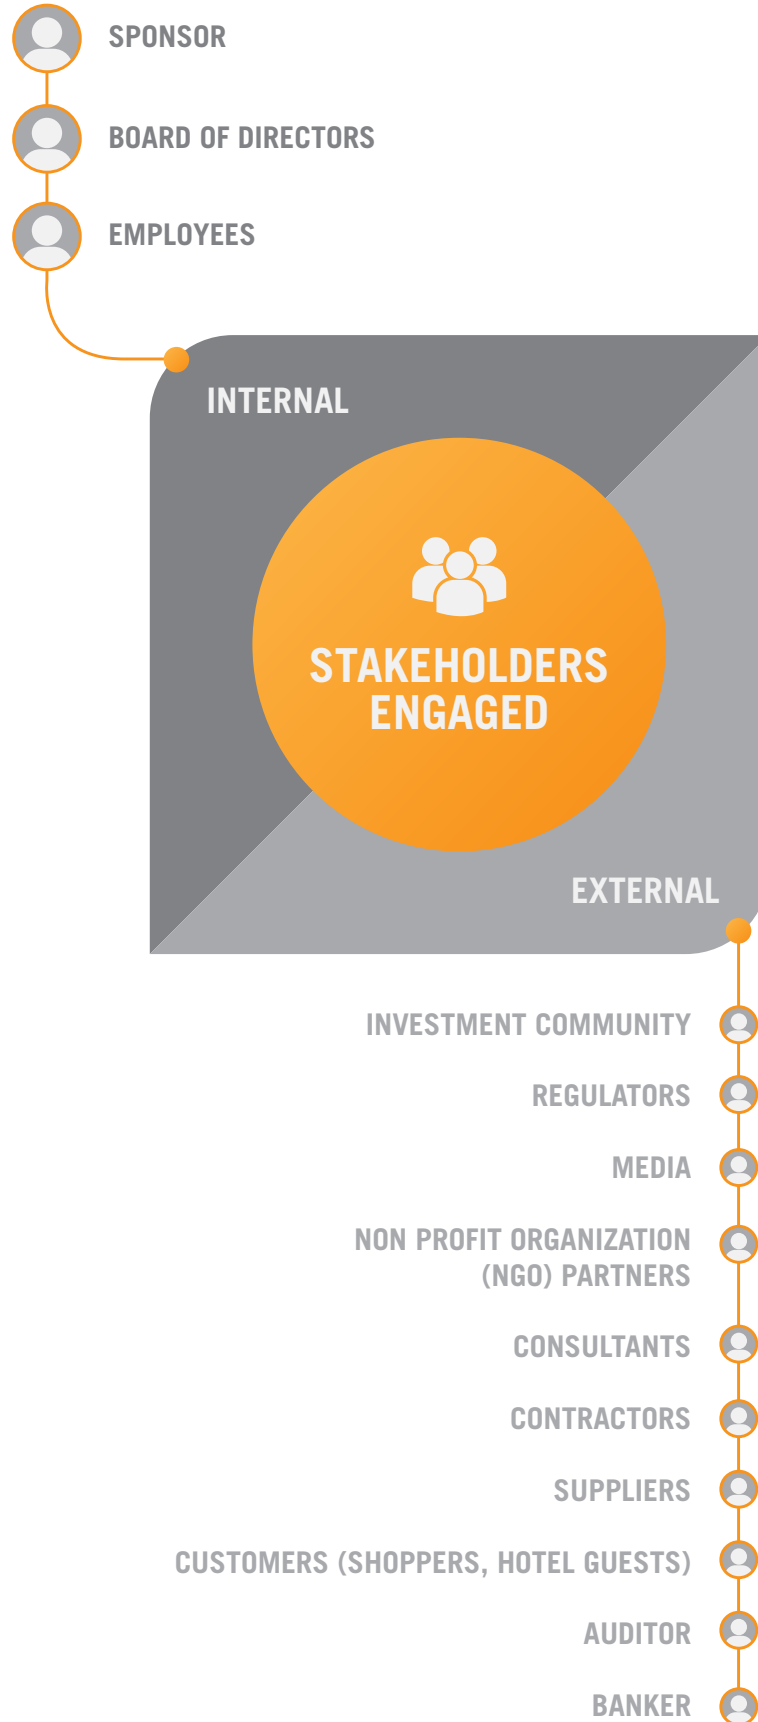 SPONSOR
BOARD OF DIRECTORS
EMPLOYEES
INTERNAL
STAKEHOLDERS
ENGAGED
EXTERNAL
INVESTMENT COMMUNITY
REGULATORS
MEDIA
NON PROFIT ORGANIZATION
(NGO) PARTNERS
CONSULTANTS
CONTRACTORS
SUPPLIERS
CUSTOMERS (SHOPPERS, HOTEL GUESTS)
AUDITOR
BANKER